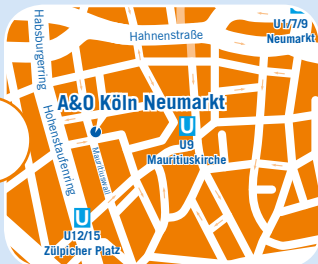 U1/7/9
Neumarkt
Hahnenstraße
Habsburgerring
A&O Köln Neumarkt
Hohenstaufenring
Mauritiuswall
U
U9
Mauritiuskirche
U
U12/15
Zülpicher Platz